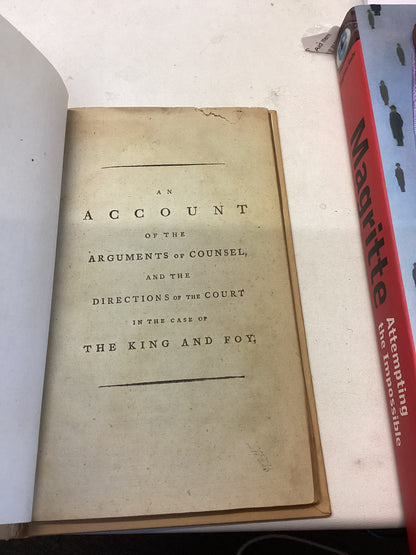 AN
ACCOUNT
OF THE
ARGUMENTS OF COUNSEL,
AND THE
DIRECTIONS OF THE COURT
IN THE CASE OF
THE KING AND FOY,
Magritte
Attempting
the Impossible